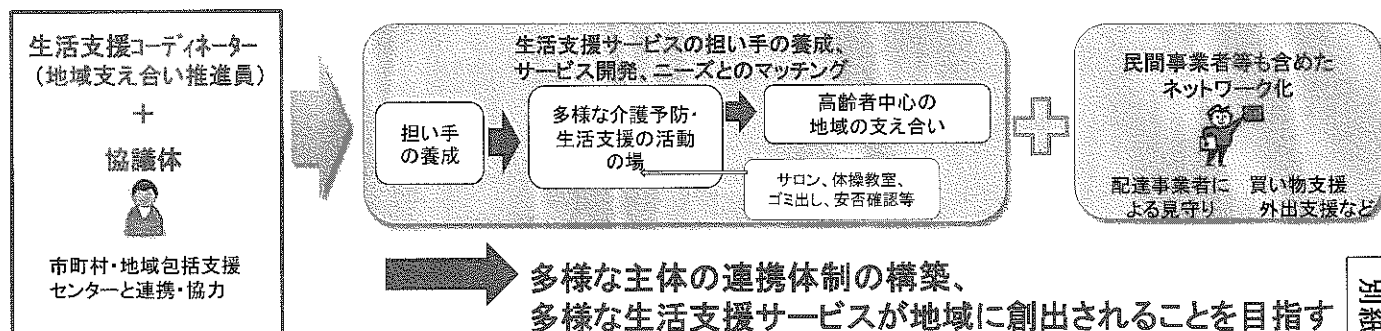 生活支援コーディネーター
(地域支え合い推進員)
+
協議体
市町村・地域包括支援
センターと連携・協力
生活支援サービスの担い手の養成、
サービス開発、ニーズとのマッチング
担い手
の養成
多様な介護予防・
生活支援の活動
の場
高齢者中心の
地域の支え合い
サロン、体操教室、
ゴミ出し、安否確認等
民間事業者等も含めた
ネットワーク化
配達事業者に
よる見守り
買い物支援
外出支援など
多様な主体の連携体制の構築、
多様な生活支援サービスが地域に創出されることを目指す
別紙